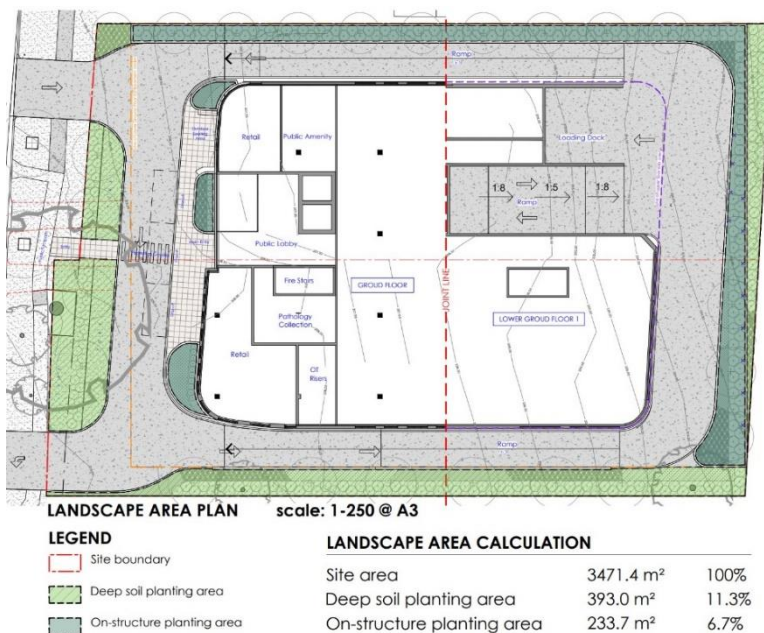 Ramp
Retail
Public Amenity
Loading Dock
1:8
1:5
1:8
Ramp
Public Lobby
Fire Stairs
GROUD FLOOR
JOINT LINE
Pathology
Collection
LOWER GROUD FLOOR 1
Retail
OT
Risers
Ramp
LANDSCAPE AREA PLAN scale: 1-250 @ A3
LEGEND
Site boundary
Deep soil planting area
On-structure planting area
LANDSCAPE AREA CALCULATION
Site area 3471.4 m² 100%
Deep soil planting area 393.0 m² 11.3%
On-structure planting area 233.7 m² 6.7%